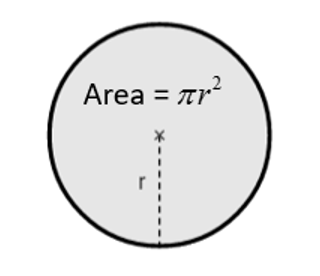 Area = πr²
r